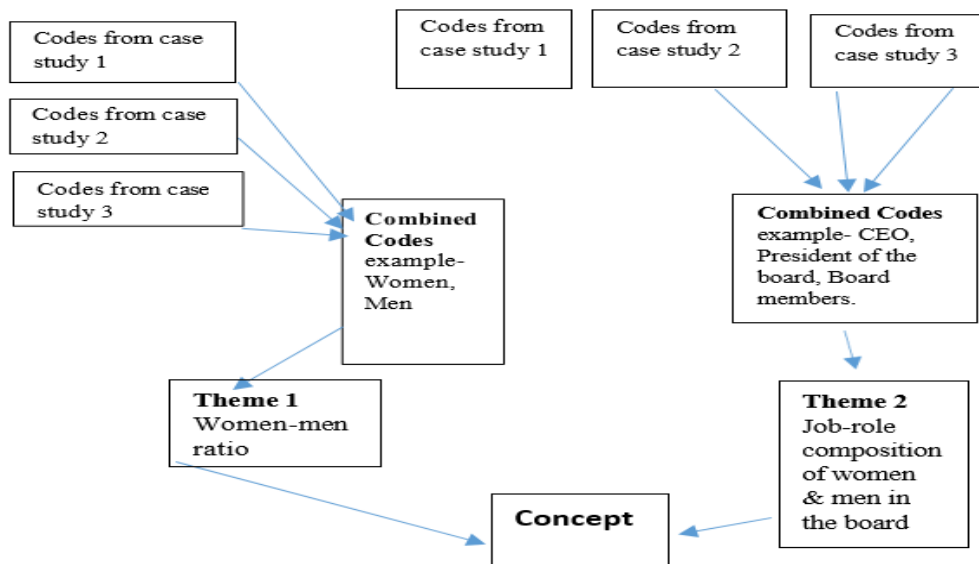 Codes from case
study 1
Codes from case
study 2
Codes from case
study 3
Codes from
case study 1
Codes from
case study 2
Codes from
case study 3
Combined
Codes
example-
Women,
Men
Combined Codes
example- CEO,
President of the
board, Board
members.
Theme 1
Women-men
ratio
Theme 2
Job-role
composition
of women
& men in
the board
Concept